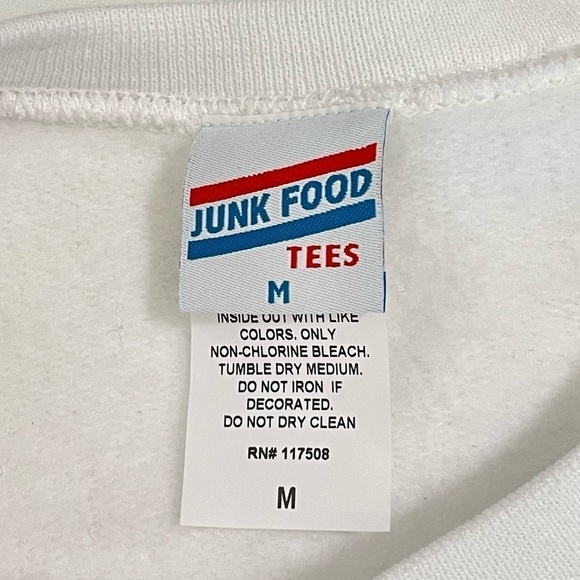 JUNK FOOD
TEES
M
INSIDE OUT WITH LIKE
COLORS. ONLY
NON-CHLORINE BLEACH.
TUMBLE DRY MEDIUM.
DO NOT IRON IF
DECORATED.
DO NOT DRY CLEAN
RN# 117508
M